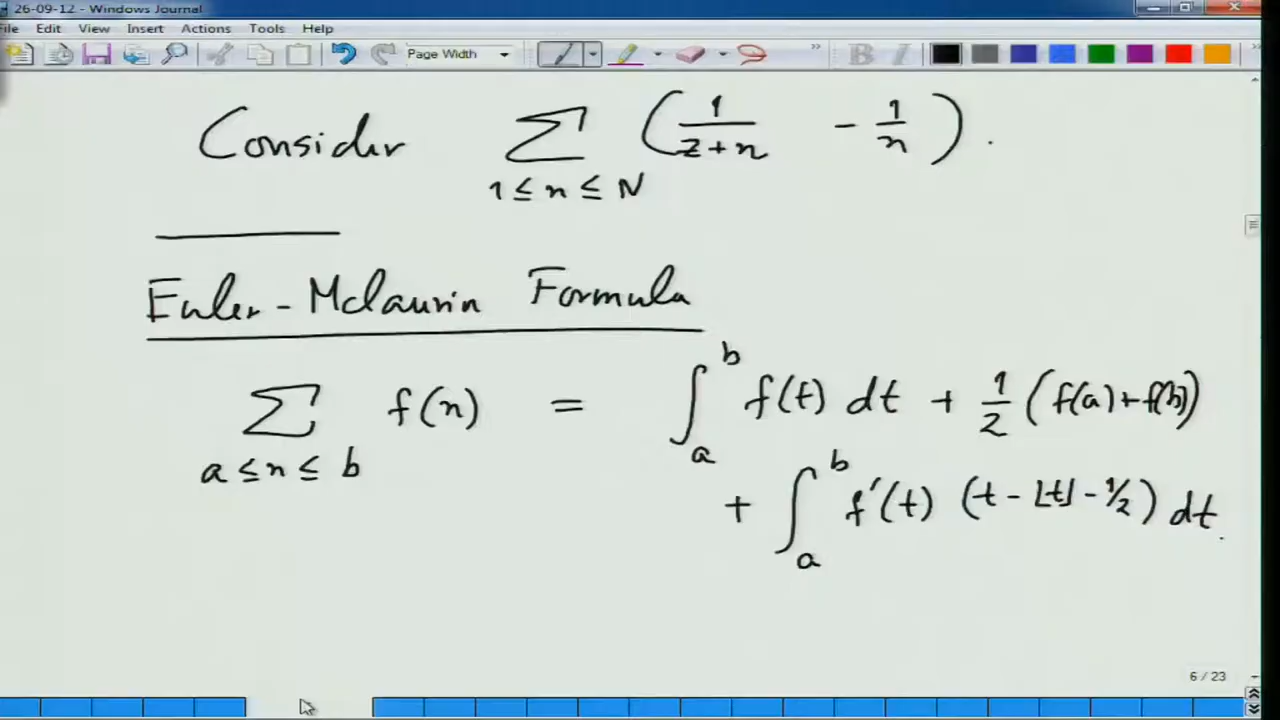 26-09-12 - Windows Journal
File Edit View Insert Actions Tools Help
Page Width
B I
Consider ∑ (1/(z+n) - 1/n).
1 ≤ n ≤ N
Euler-Mclaurin Formula
∑ f(n) = ∫_a^b f(t) dt + 1/2 (f(a)+f(b))
a ≤ n ≤ b
+ ∫_a^b f'(t) (t - ⌊t⌋ - 1/2) dt.
6 / 23